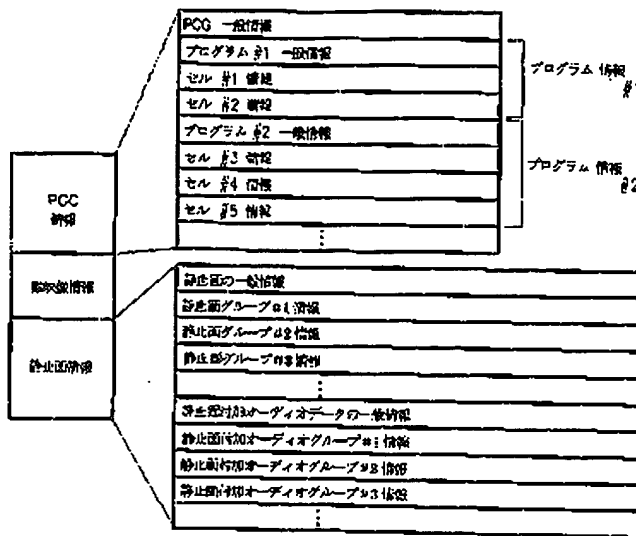 PCG 一般情報
プログラム #1 一般情報
セル #1 情報
セル #2 情報
プログラム #2 一般情報
セル #3 情報
セル #4 情報
セル #5 情報
プログラム 情報
#1
プログラム 情報
#2
PGC
情報
動映像情報
静止画情報
静止画の一般情報
静止画グループ#1情報
静止画グループ#2情報
静止画グループ#3情報
静止画付加オーディオデータの一般情報
静止画付加オーディオグループ#1情報
静止画付加オーディオグループ#2情報
静止画付加オーディオグループ#3情報